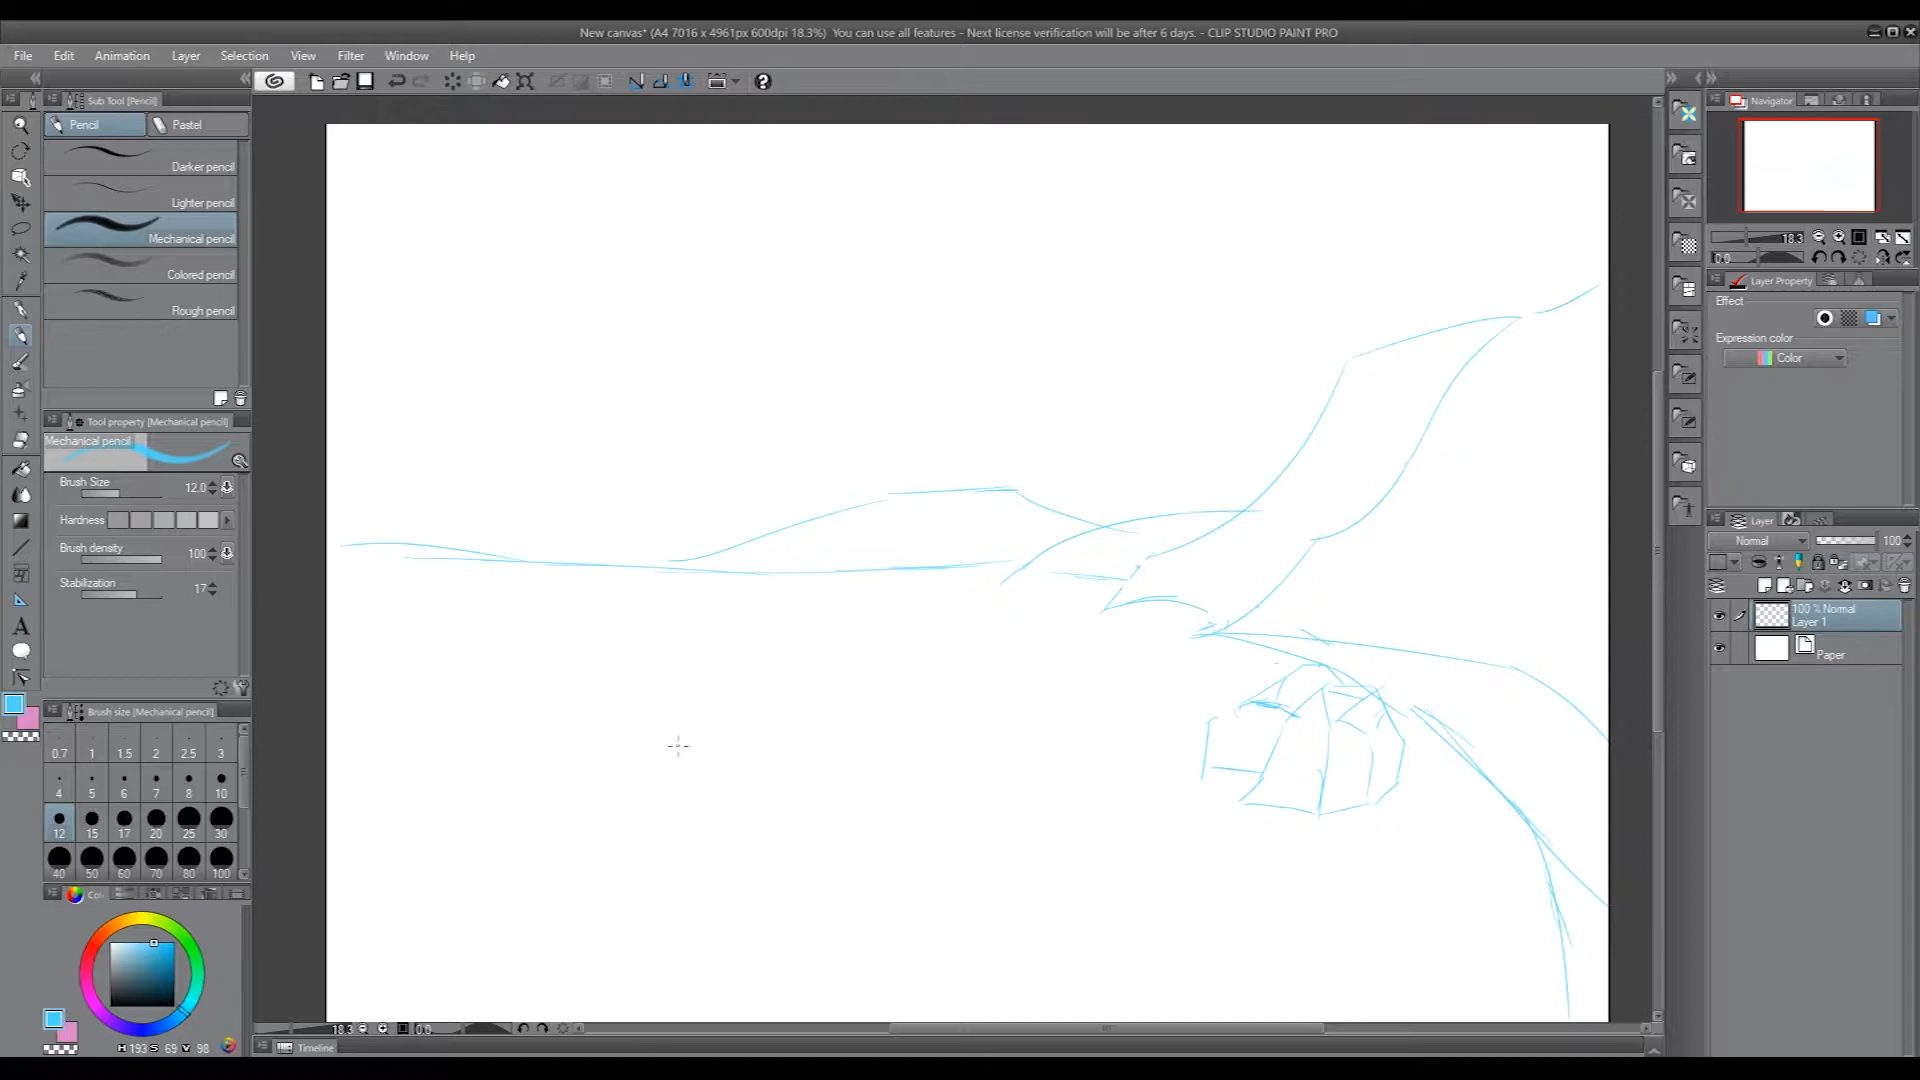 New canvas* (A4 7016 x 4961px 600dpi 18.3%)  You can use all features - Next license verification will be after 6 days. - CLIP STUDIO PAINT PRO
File Edit Animation Layer Selection View Filter Window Help
Sub Tool [Pencil]
Pencil Pastel
Darker pencil
Lighter pencil
Mechanical pencil
Colored pencil
Rough pencil
Tool property [Mechanical pencil]
Mechanical pencil
Brush Size 12.0
Hardness
Brush density 100
Stabilization 17
Brush size [Mechanical pencil]
0.7 1 1.5 2 2.5 3
4 5 6 7 8 10
12 15 17 20 25 30
40 50 60 70 80 100
H 193 S 69 V 98
18.3 0.0
Timeline
Navigator
18.3
0.0
Layer Property
Effect
Expression color
Color
Layer
Normal 100
100 % Normal
Layer 1
Paper